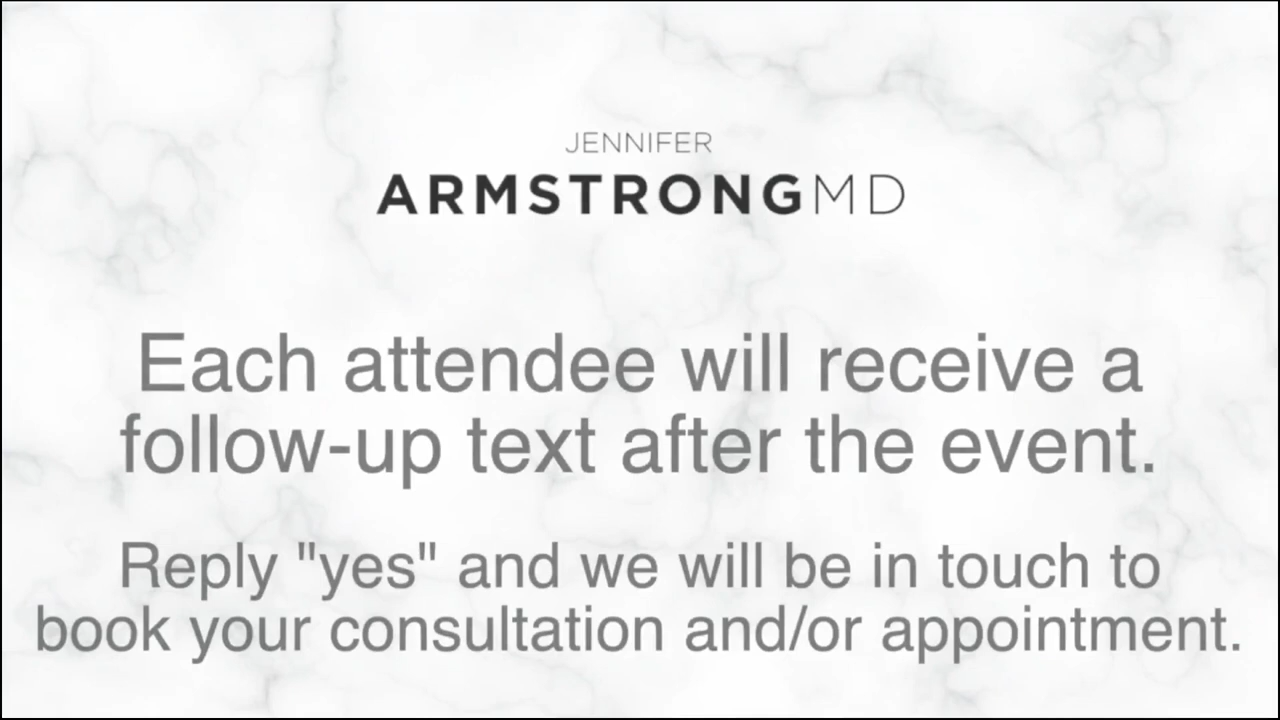 JENNIFER
ARMSTRONGMD
Each attendee will receive a
follow-up text after the event.
Reply "yes" and we will be in touch to
book your consultation and/or appointment.